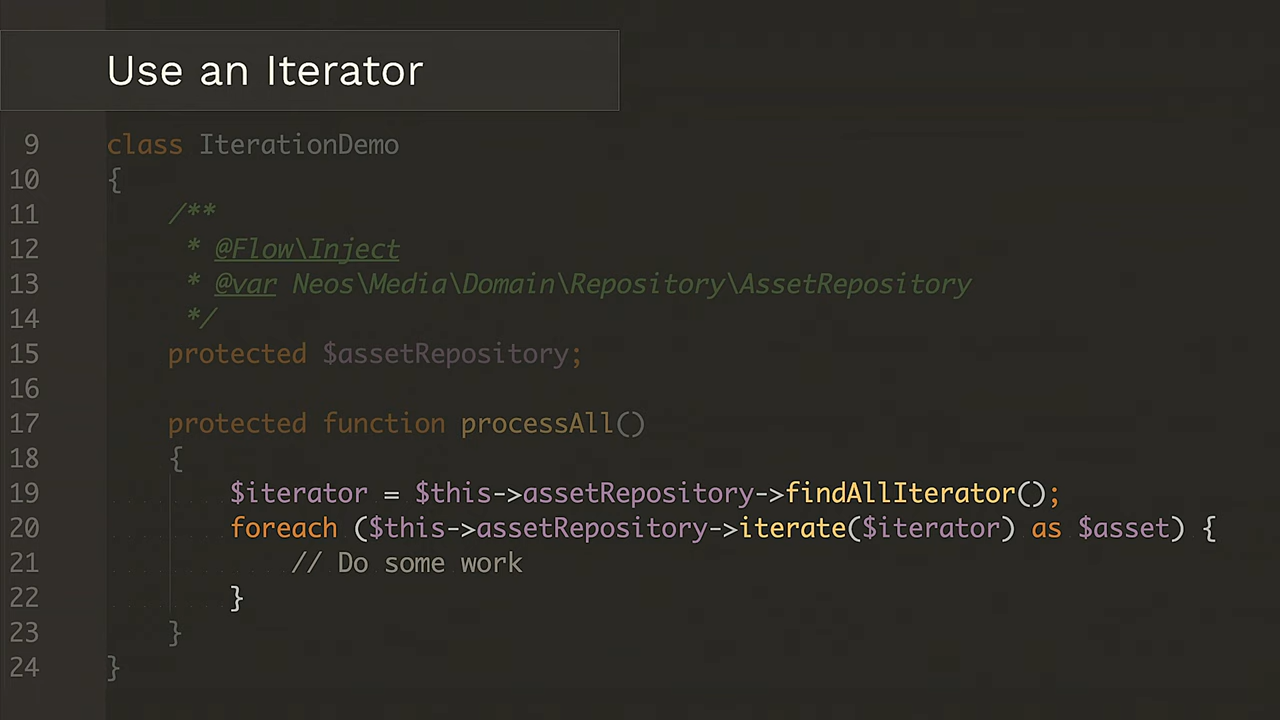 Use an Iterator
9 class IterationDemo
10 {
11 /**
12 * @Flow\Inject
13 * @var Neos\Media\Domain\Repository\AssetRepository
14 */
15 protected $assetRepository;
16
17 protected function processAll()
18 {
19 $iterator = $this->assetRepository->findAllIterator();
20 foreach ($this->assetRepository->iterate($iterator) as $asset) {
21 // Do some work
22 }
23 }
24 }